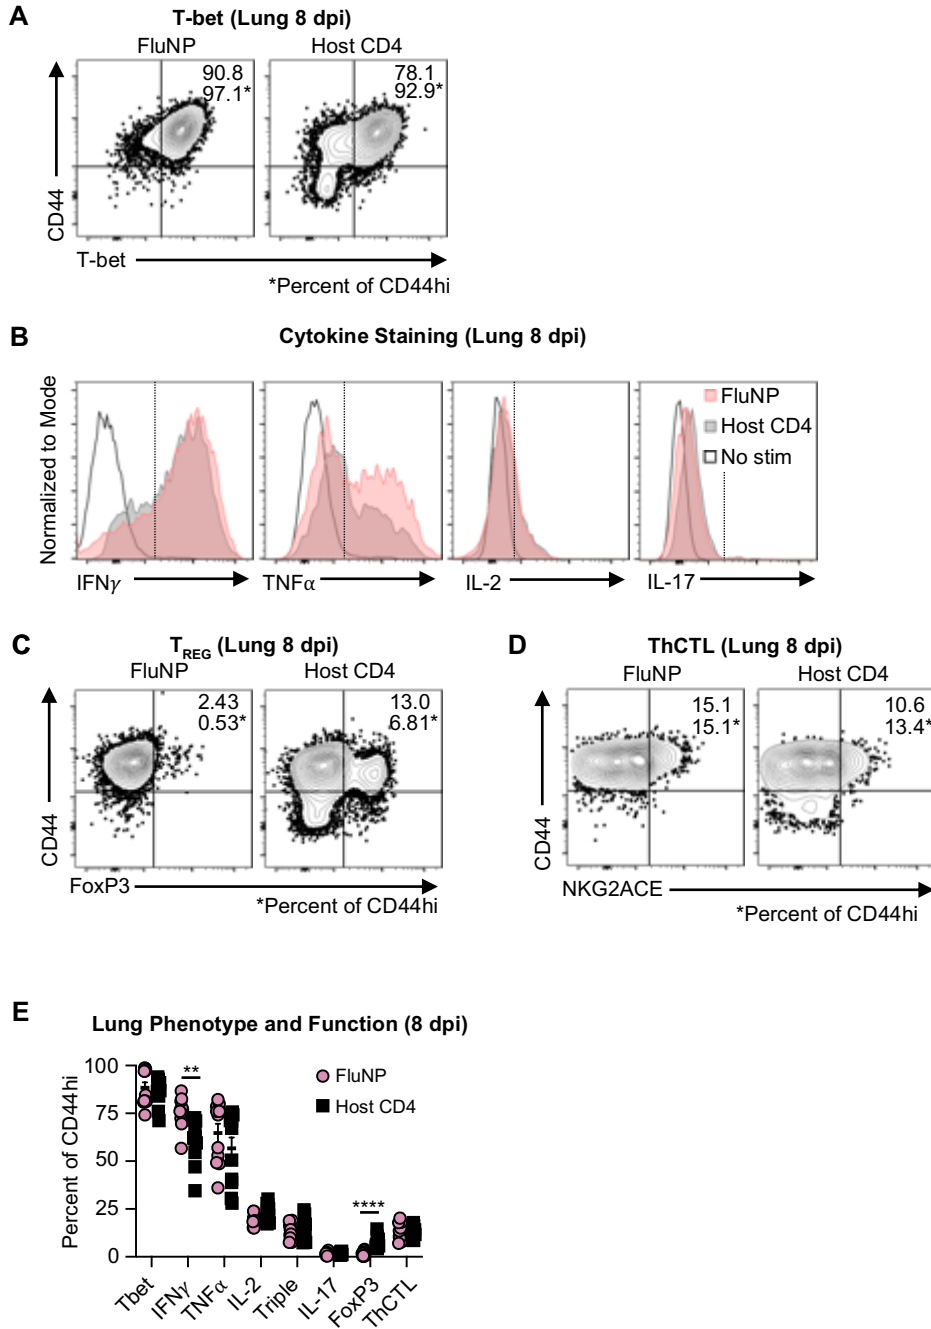 A
T-bet (Lung 8 dpi)
FluNP
Host CD4
90.8
97.1*
78.1
92.9*
CD44
T-bet
*Percent of CD44hi
B
Cytokine Staining (Lung 8 dpi)
Normalized to Mode
FluNP
Host CD4
No stim
IFNγ
TNFα
IL-2
IL-17
C
T_REG (Lung 8 dpi)
FluNP
Host CD4
2.43
0.53*
13.0
6.81*
CD44
FoxP3
*Percent of CD44hi
D
ThCTL (Lung 8 dpi)
FluNP
Host CD4
15.1
15.1*
10.6
13.4*
CD44
NKG2ACE
*Percent of CD44hi
E
Lung Phenotype and Function (8 dpi)
Percent of CD44hi
100
75
50
25
0
**
****
FluNP
Host CD4
Tbet
IFNγ
TNFα
IL-2
Triple
IL-17
FoxP3
ThCTL